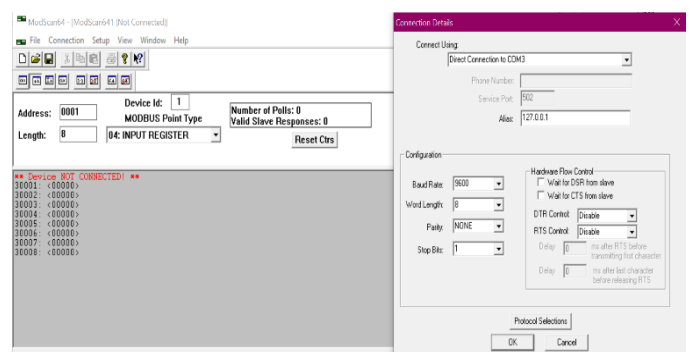 ModScan64 - [ModScan641 (Not Connected)]
File Connection Setup View Window Help
Address: 0001
Device Id: 1
MODBUS Point Type
Length: 8
04: INPUT REGISTER
Number of Polls: 0
Valid Slave Responses: 0
Reset Ctrs
** Device NOT CONNECTED! **
30001: <00000>
30002: <00000>
30003: <00000>
30004: <00000>
30005: <00000>
30006: <00000>
30007: <00000>
30008: <00000>
Connection Details X
Connect Using:
Direct Connection to COM3
Phone Number:
Service Port: 502
Alias: 127.0.0.1
Configuration
Baud Rate: 9600
Word Length: 8
Parity: NONE
Stop Bits: 1
Hardware Flow Control
Wait for DSR from slave
Wait for CTS from slave
DTR Control: Disable
RTS Control: Disable
Delay 0 ms after RTS before
transmitting first character
Delay 0 ms after last character
before releasing RTS
Protocol Selections
OK Cancel